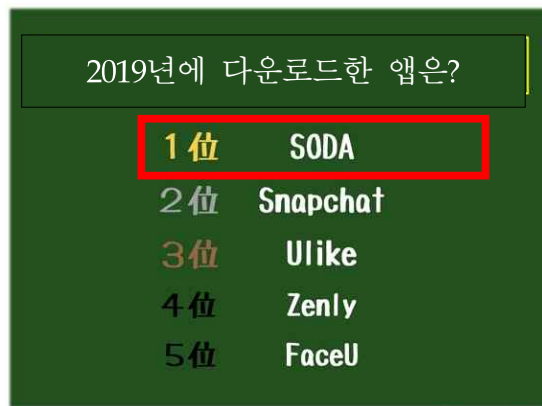 2019년에 다운로드한 앱은?
1位 SODA
2位 Snapchat
3位 Ulike
4位 Zenly
5位 FaceU